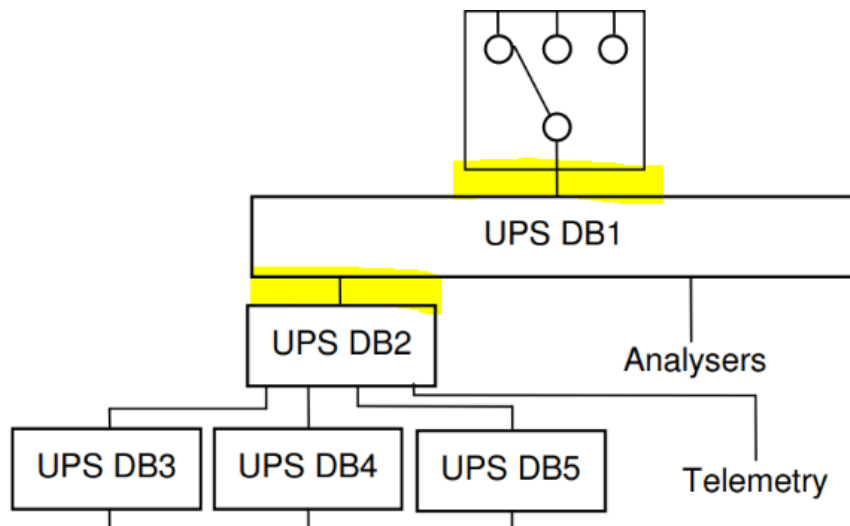 UPS DB1
UPS DB2
Analysers
UPS DB3
UPS DB4
UPS DB5
Telemetry